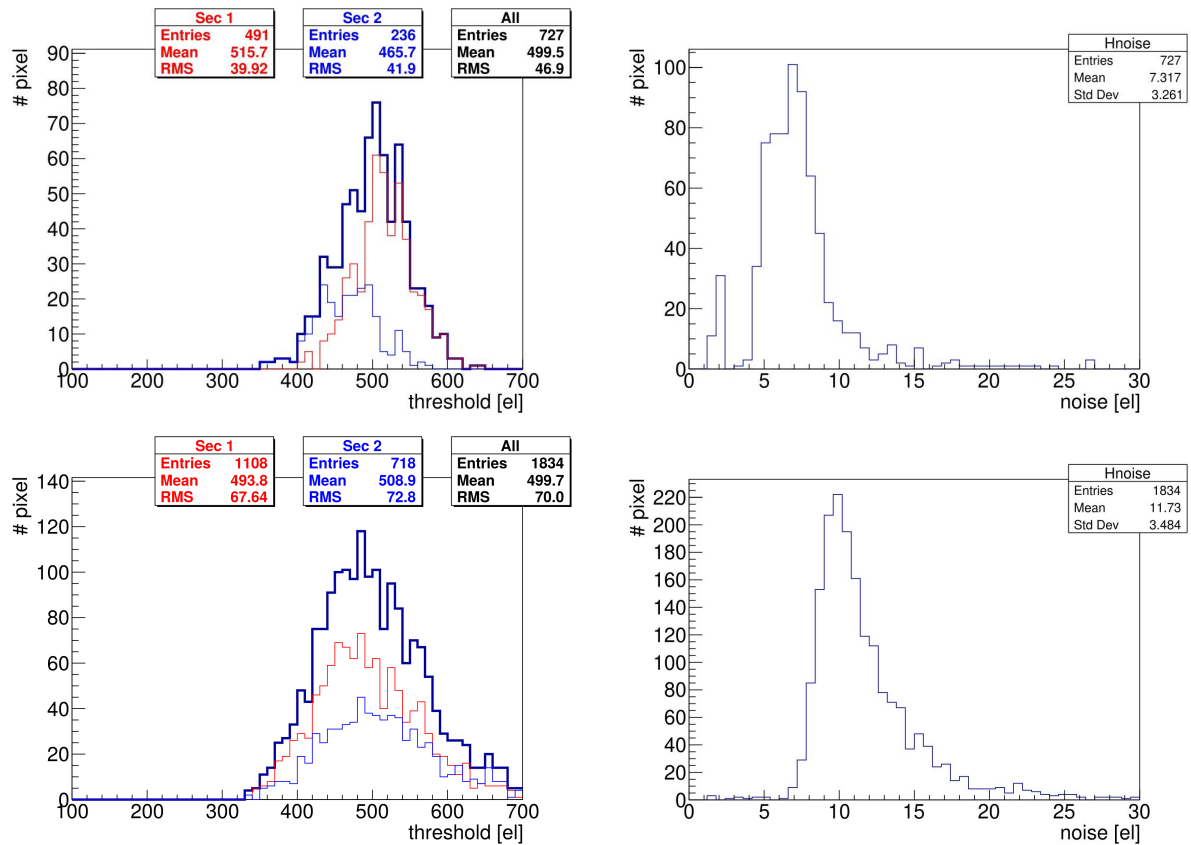 Sec 1
Entries 491
Mean 515.7
RMS 39.92
Sec 2
Entries 236
Mean 465.7
RMS 41.9
All
Entries 727
Mean 499.5
RMS 46.9
# pixel
90
80
70
60
50
40
30
20
10
0
100 200 300 400 500 600 700
threshold [el]
Hnoise
Entries 727
Mean 7.317
Std Dev 3.261
# pixel
100
80
60
40
20
0
0 5 10 15 20 25 30
noise [el]
Sec 1
Entries 1108
Mean 493.8
RMS 67.64
Sec 2
Entries 718
Mean 508.9
RMS 72.8
All
Entries 1834
Mean 499.7
RMS 70.0
# pixel
140
120
100
80
60
40
20
0
100 200 300 400 500 600 700
threshold [el]
Hnoise
Entries 1834
Mean 11.73
Std Dev 3.484
# pixel
220
200
180
160
140
120
100
80
60
40
20
0
0 5 10 15 20 25 30
noise [el]